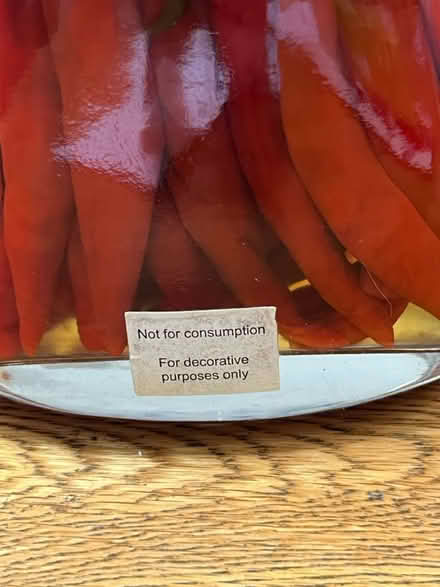 Not for consumption
For decorative
purposes only